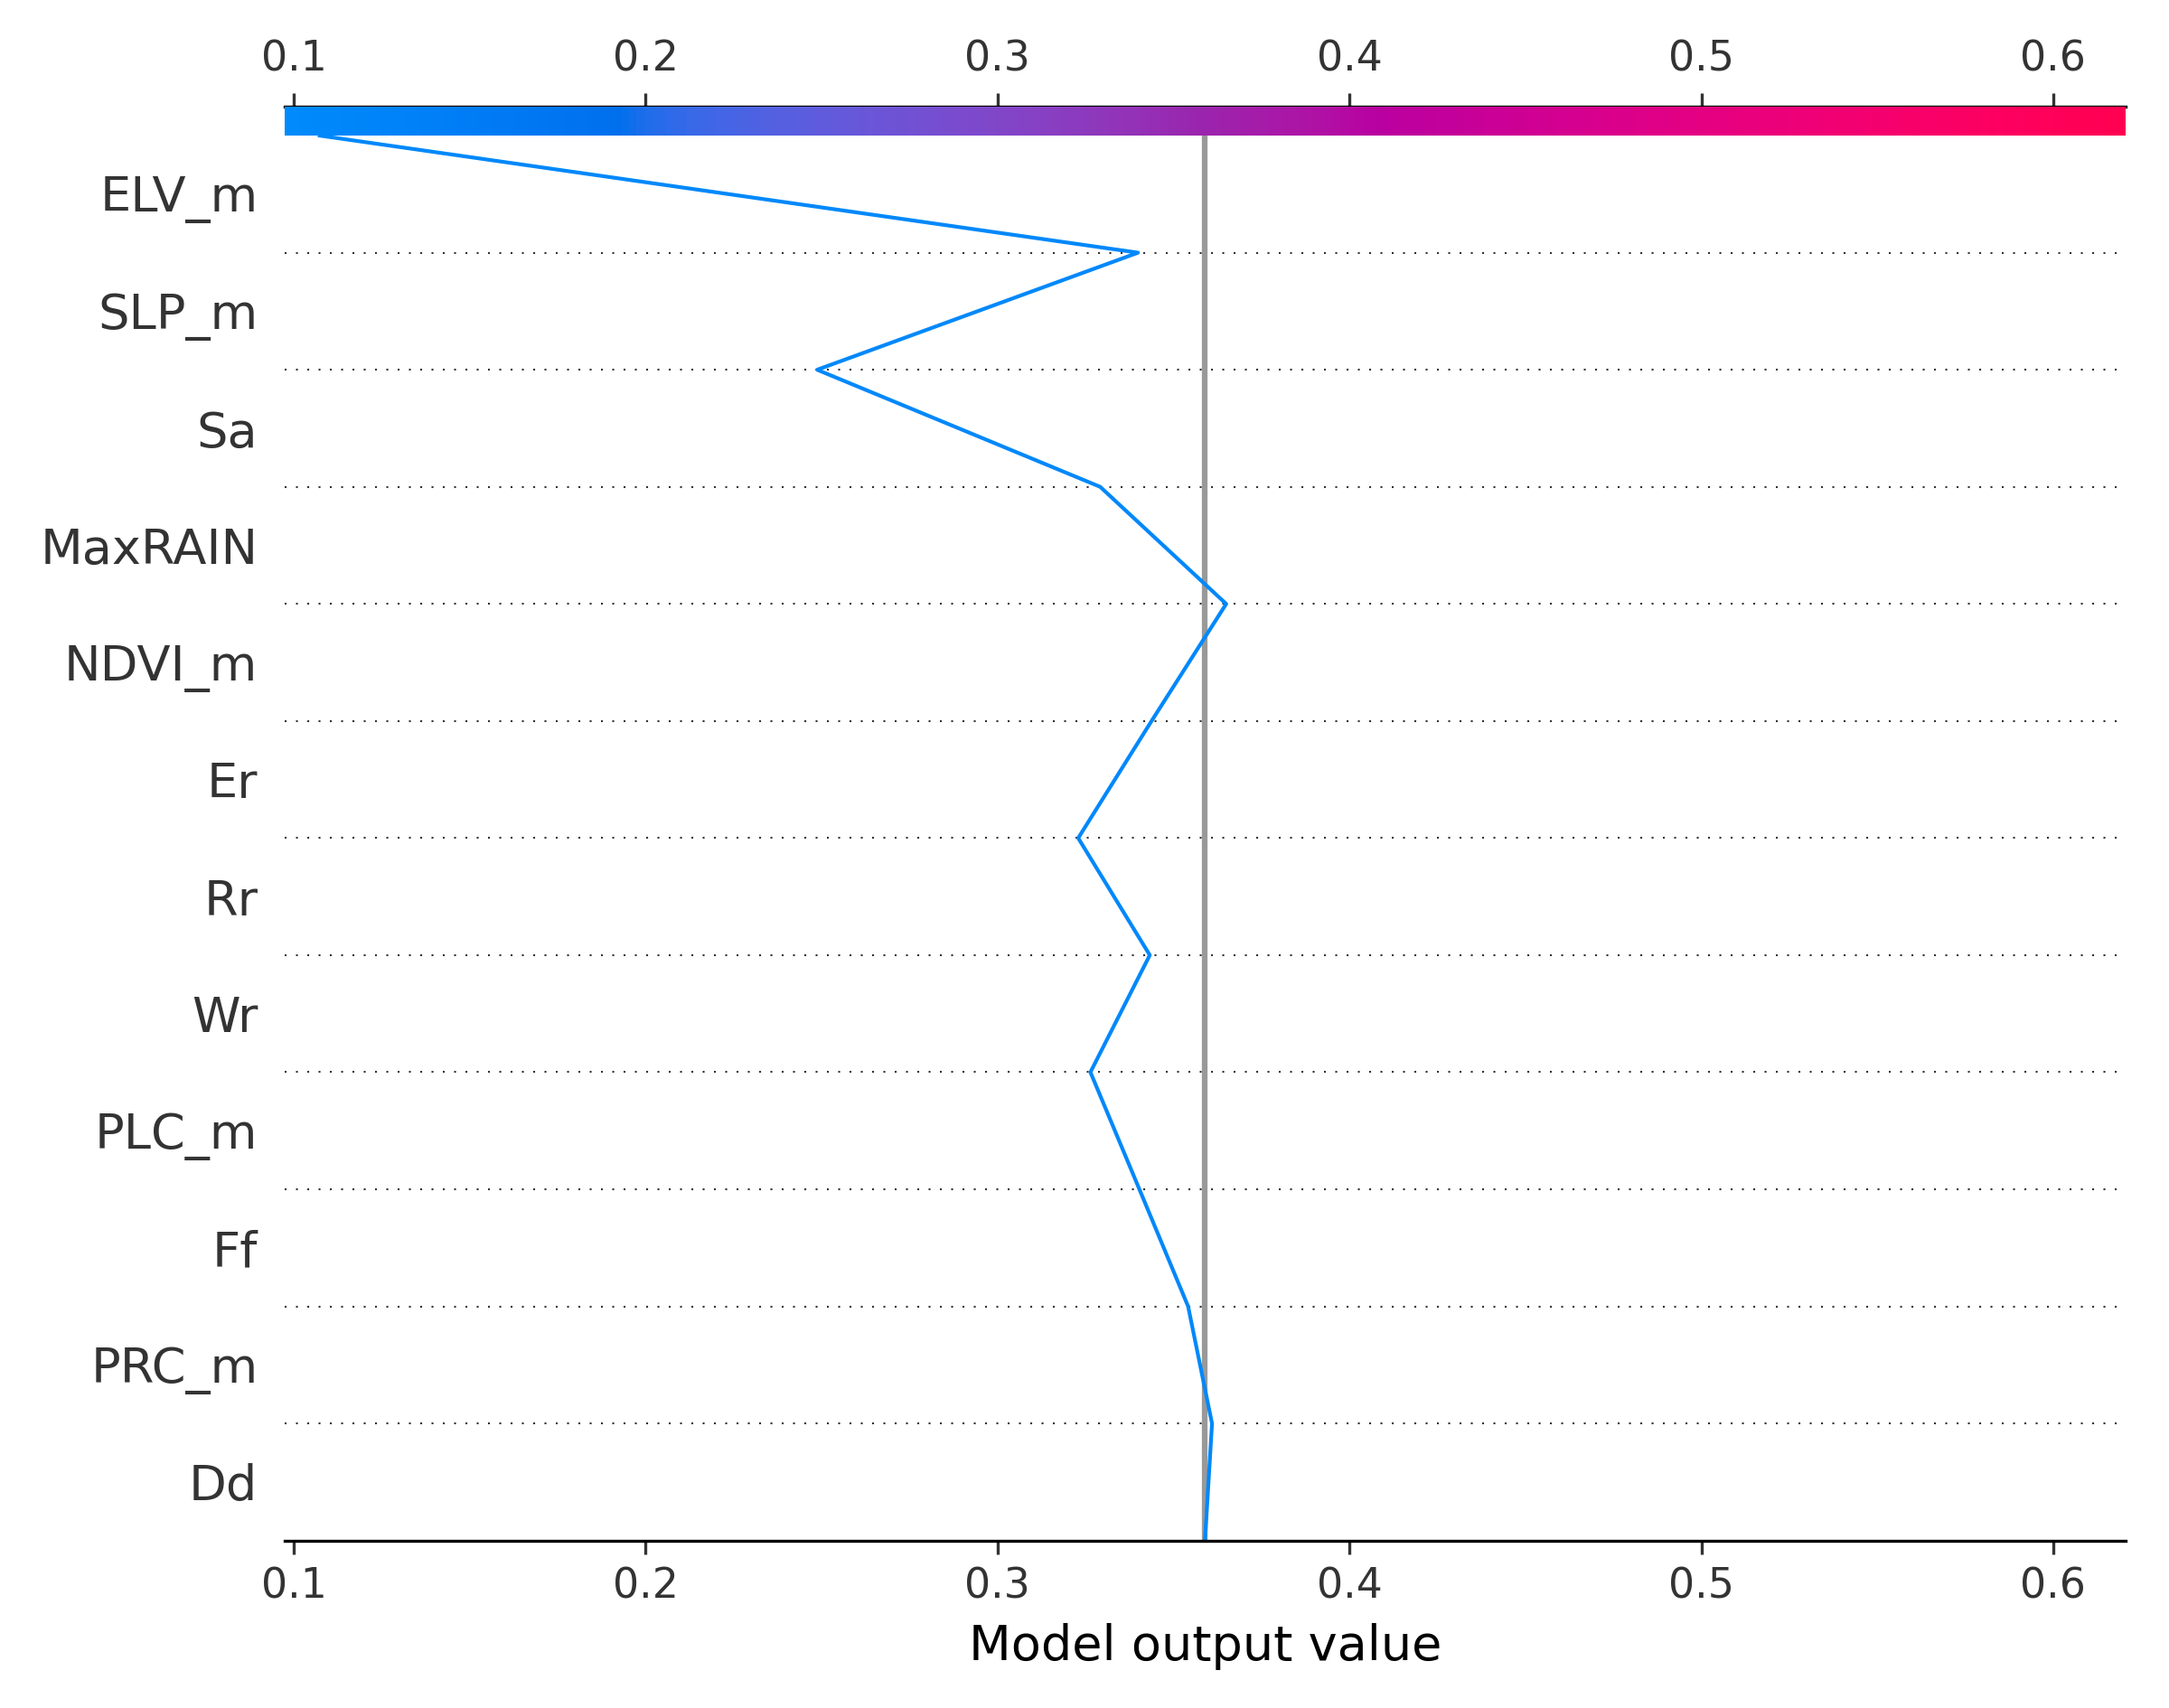 0.1 0.2 0.3 0.4 0.5 0.6
ELV_m
SLP_m
Sa
MaxRAIN
NDVI_m
Er
Rr
Wr
PLC_m
Ff
PRC_m
Dd
0.1 0.2 0.3 0.4 0.5 0.6
Model output value